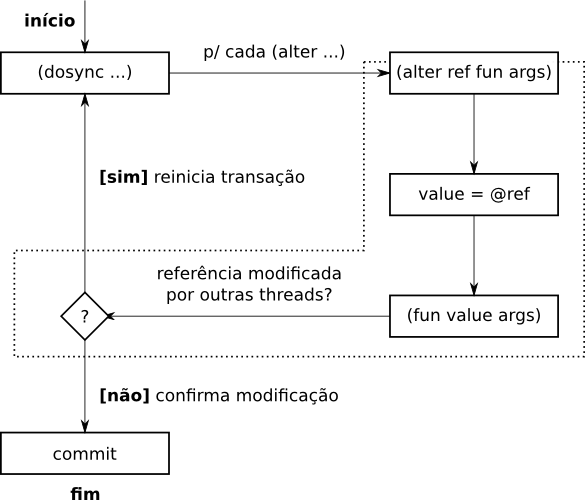 início
(dosync ...)
p/ cada (alter ...)
(alter ref fun args)
[sim] reinicia transação
value = @ref
referência modificada
por outras threads?
?
(fun value args)
[não] confirma modificação
commit
fim